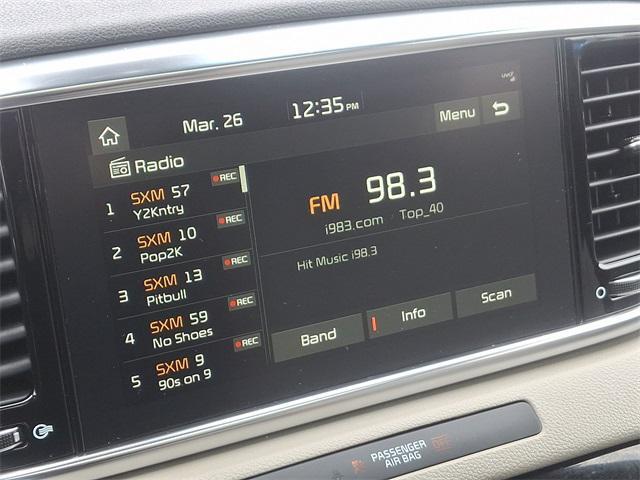 UVO
Mar. 26
12:35 PM
Menu
Radio
1 SXM 57 REC
Y2Kntry
2 SXM 10 REC
Pop2K
3 SXM 13 REC
Pitbull
4 SXM 59 REC
No Shoes
5 SXM 9 REC
90s on 9
FM 98.3
i983.com Top_40
Hit Music i98.3
Band
Info
Scan
PASSENGER
AIR BAG
OFF